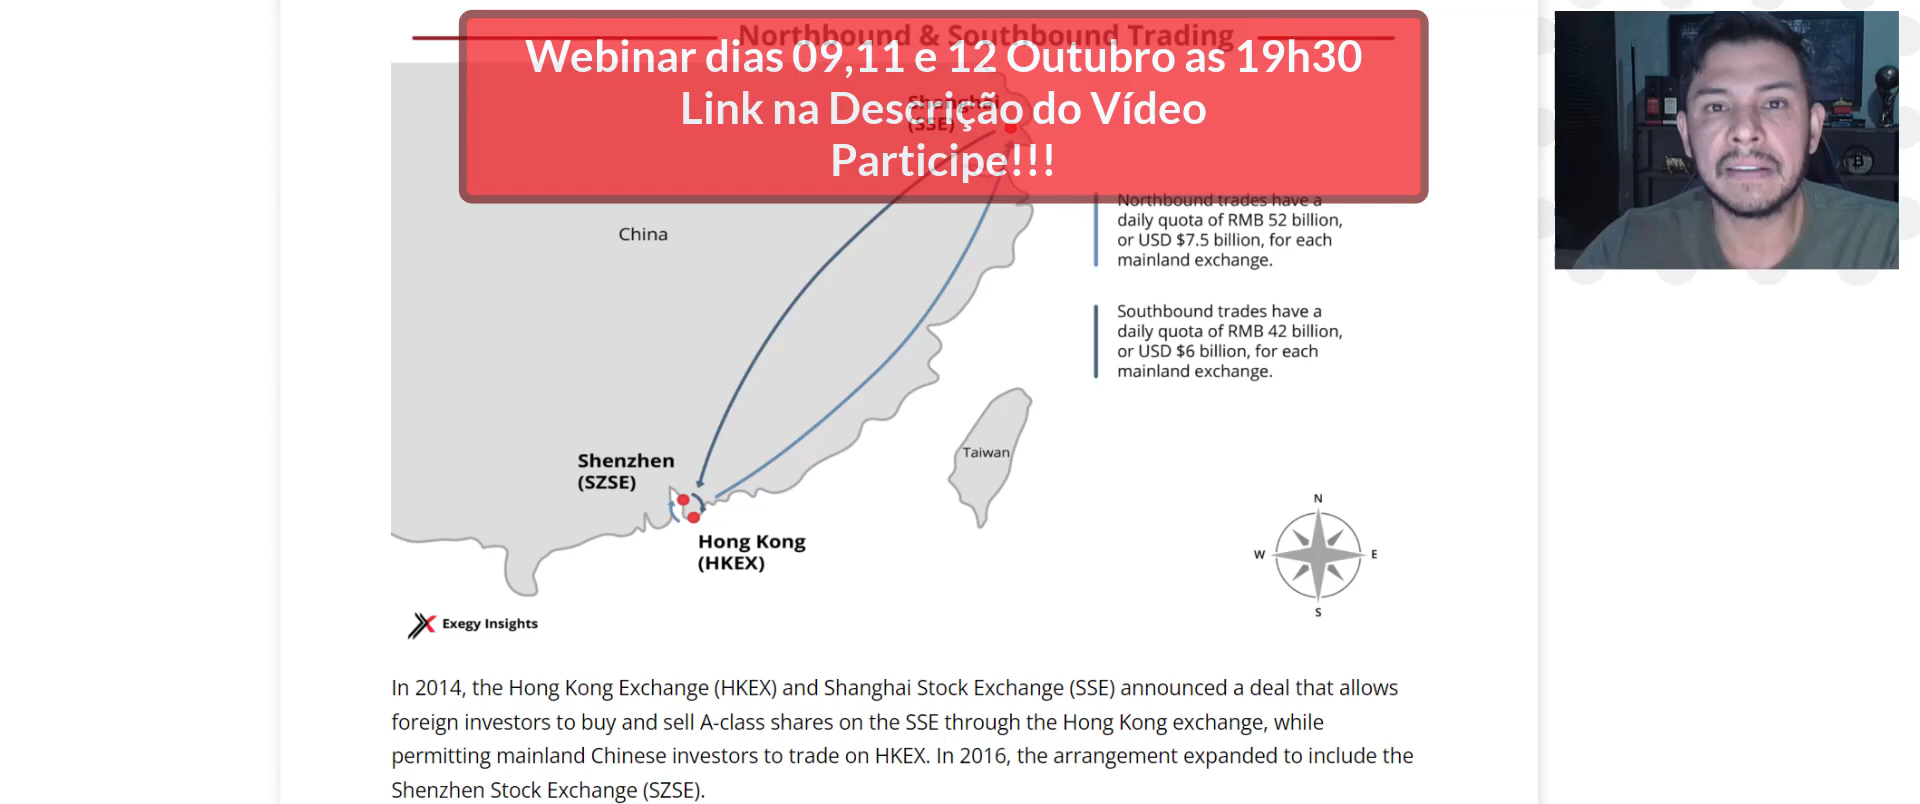 Northbound & Southbound Trading
Webinar dias 09,11 e 12 Outubro as 19h30
Link na Descrição do Vídeo
Participe!!!
Shanghai
(SSE)
Northbound trades have a
daily quota of RMB 52 billion,
or USD $7.5 billion, for each
mainland exchange.
China
Southbound trades have a
daily quota of RMB 42 billion,
or USD $6 billion, for each
mainland exchange.
Taiwan
Shenzhen
(SZSE)
Hong Kong
(HKEX)
N
W
E
S
Exegy Insights
In 2014, the Hong Kong Exchange (HKEX) and Shanghai Stock Exchange (SSE) announced a deal that allows
foreign investors to buy and sell A-class shares on the SSE through the Hong Kong exchange, while
permitting mainland Chinese investors to trade on HKEX. In 2016, the arrangement expanded to include the
Shenzhen Stock Exchange (SZSE).